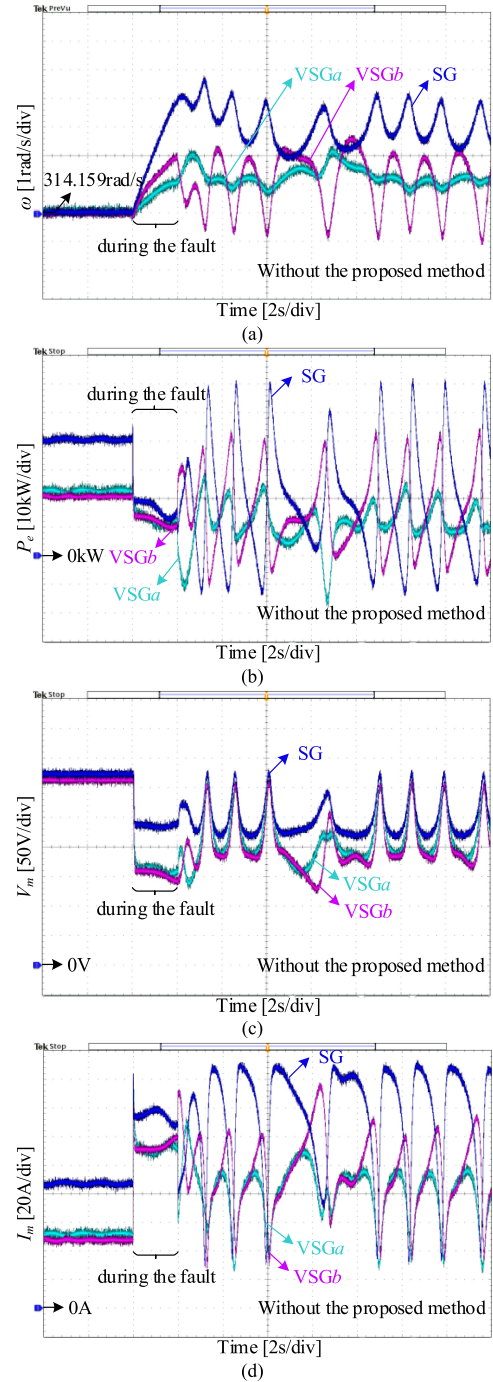 Tek PreVu
VSGa VSGb SG
ω [1rad/s/div]
314.159rad/s
during the fault
Without the proposed method
Time [2s/div]
(a)
Tek Stop
during the fault
SG
Pe [10kW/div]
0kW
VSGb
VSGa
Without the proposed method
Time [2s/div]
(b)
Tek Stop
SG
Vm [50V/div]
VSGa
during the fault
VSGb
0V
Without the proposed method
Time [2s/div]
(c)
Tek Stop
SG
Im [20A/div]
VSGa
during the fault
VSGb
0A
Without the proposed method
Time [2s/div]
(d)